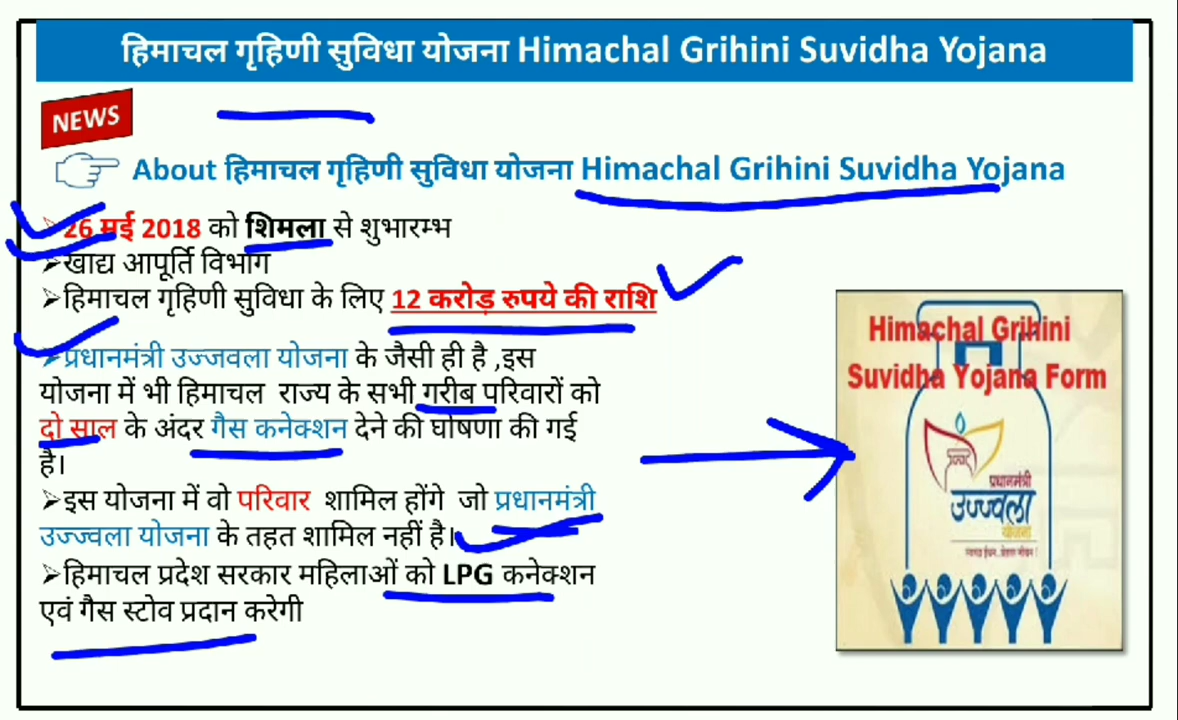 हिमाचल गृहिणी सुविधा योजना Himachal Grihini Suvidha Yojana
NEWS
About हिमाचल गृहिणी सुविधा योजना Himachal Grihini Suvidha Yojana
➢26 मई 2018 को शिमला से शुभारम्भ
➢खाद्य आपूर्ति विभाग
➢हिमाचल गृहिणी सुविधा के लिए 12 करोड़ रुपये की राशि
➢प्रधानमंत्री उज्जवला योजना के जैसी ही है ,इस
योजना में भी हिमाचल राज्य के सभी गरीब परिवारों को
दो साल के अंदर गैस कनेक्शन देने की घोषणा की गई
है।
➢इस योजना में वो परिवार शामिल होंगे जो प्रधानमंत्री
उज्ज्वला योजना के तहत शामिल नहीं है।
➢हिमाचल प्रदेश सरकार महिलाओं को LPG कनेक्शन
एवं गैस स्टोव प्रदान करेगी
Himachal Grihini
Suvidha Yojana Form
प्रधानमंत्री
उज्ज्वला
योजना